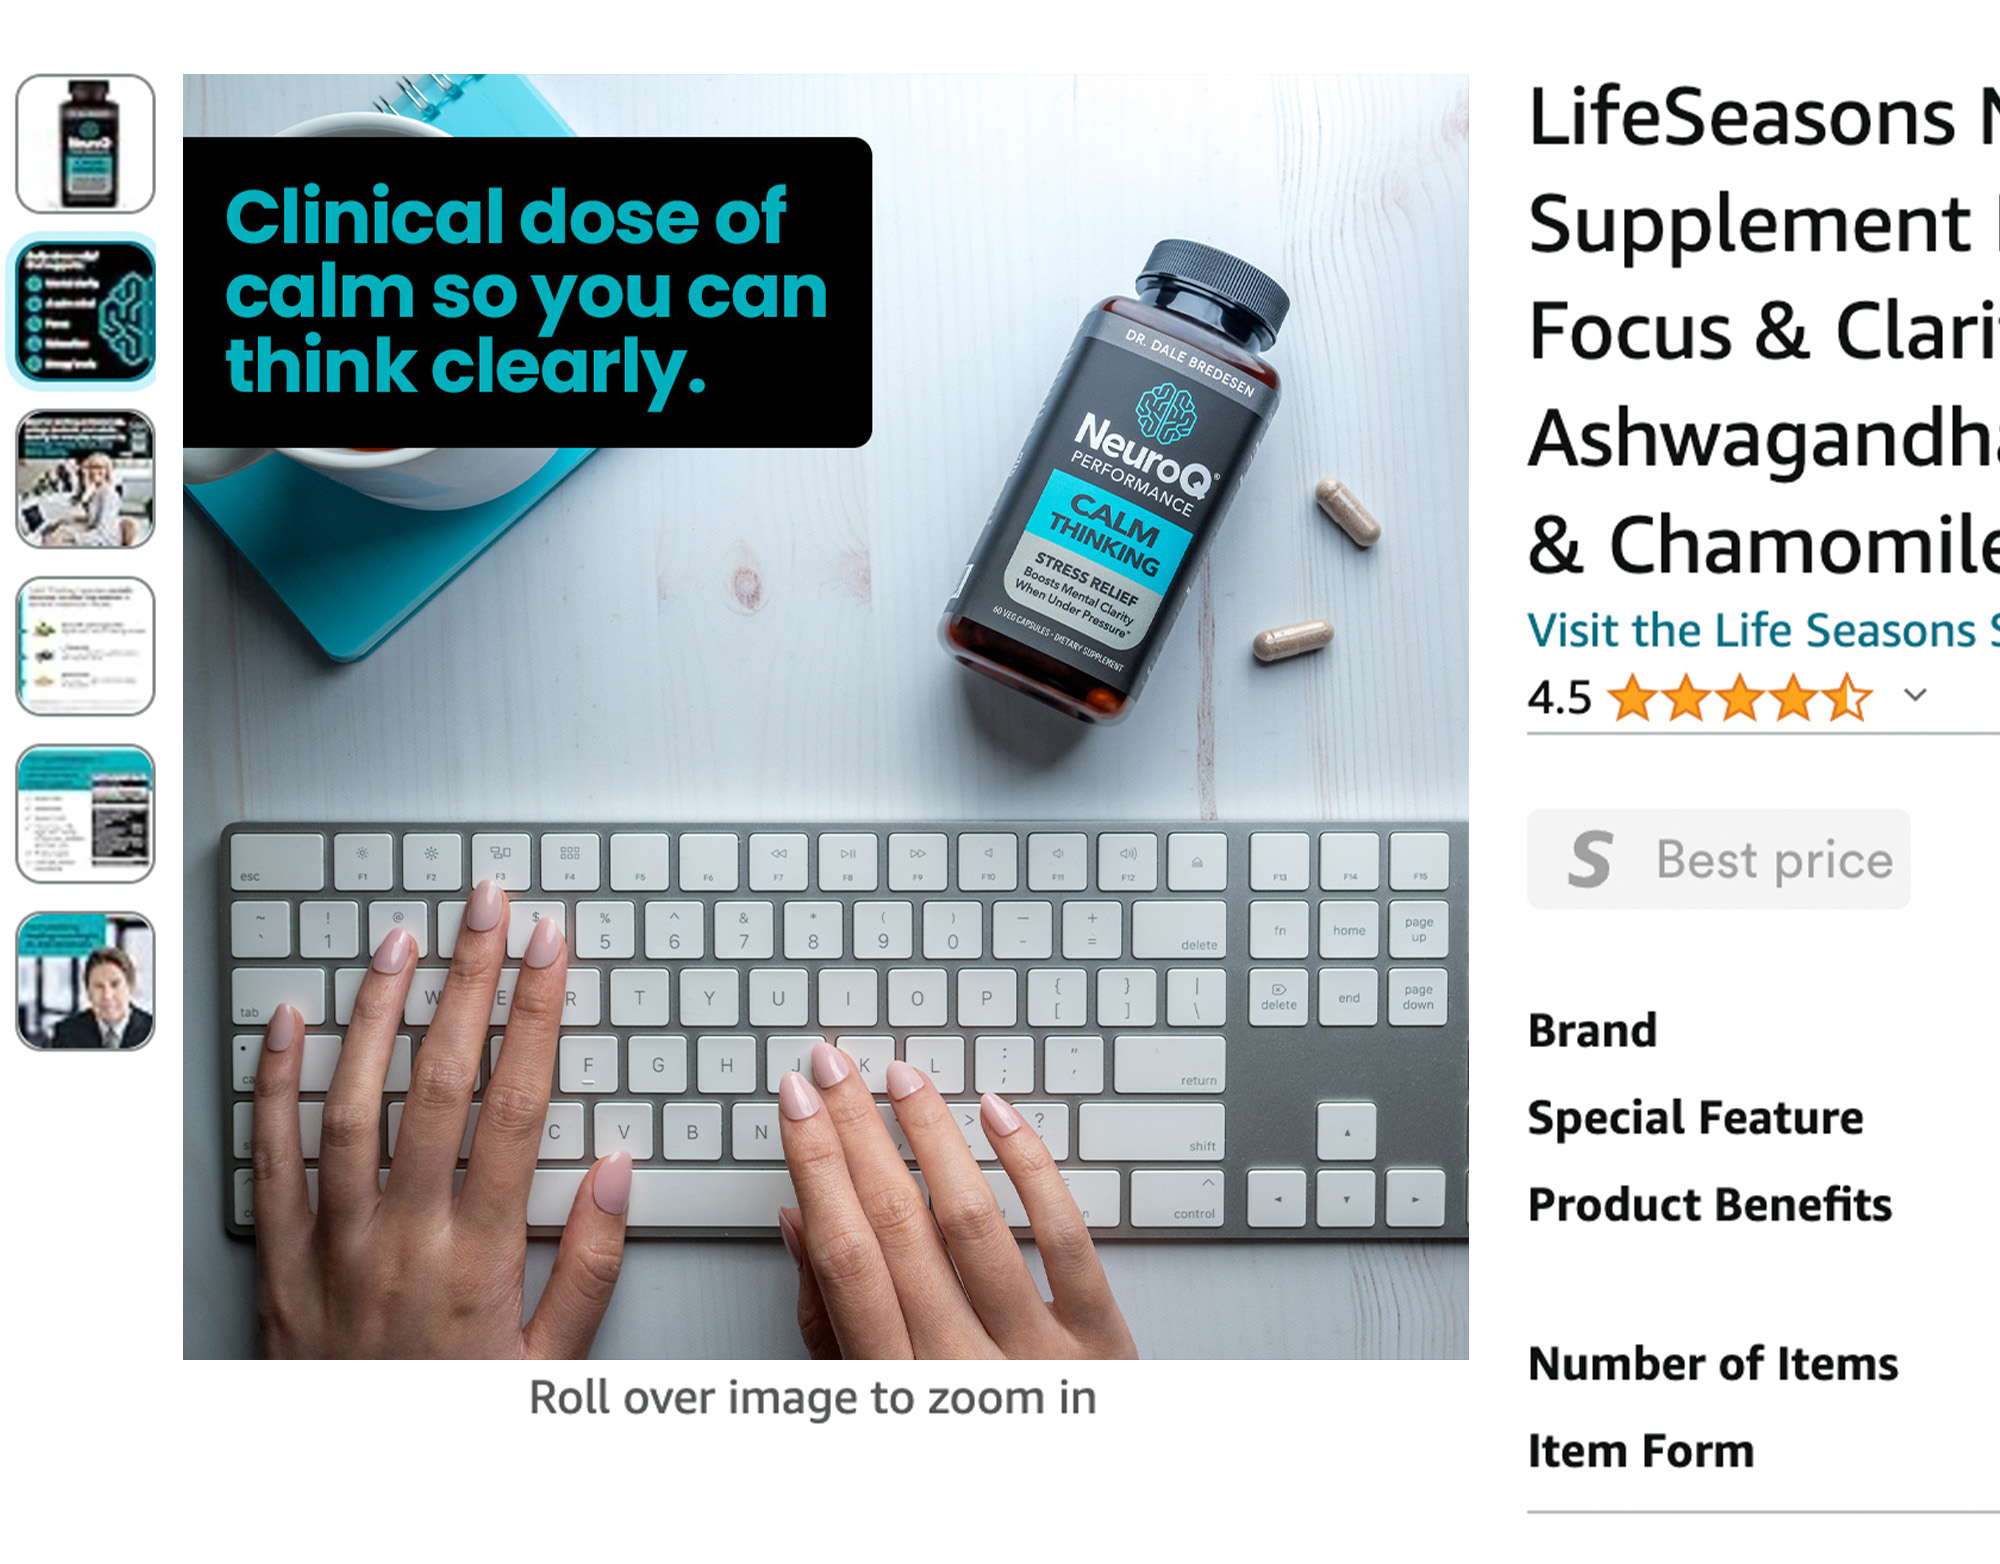 Clinical dose of
calm so you can
think clearly.
DR. DALE BREDESEN
NeuroQ®
PERFORMANCE
CALM
THINKING
STRESS RELIEF
Boosts Mental Clarity
When Under Pressure*
60 VEG CAPSULES · DIETARY SUPPLEMENT
esc F1 F2 F3 F4 F5 F6 F7 F8 F9 F10 F11 F12 F13 F14 F15
~ ` ! 1 @ $ % 5 ^ 6 & 7 * 8 ( 9 ) 0 — - + = delete fn home page up
tab W E R T Y U I O P { [ } ] | \ delete end page down
F G H J K L : ; " ' return
C V B N > ? shift
control
Roll over image to zoom in
LifeSeasons
Supplement
Focus &
&
Visit the Life Seasons
4.5
S Best price
Brand
Special Feature
Product Benefits
Number of Items
Item Form